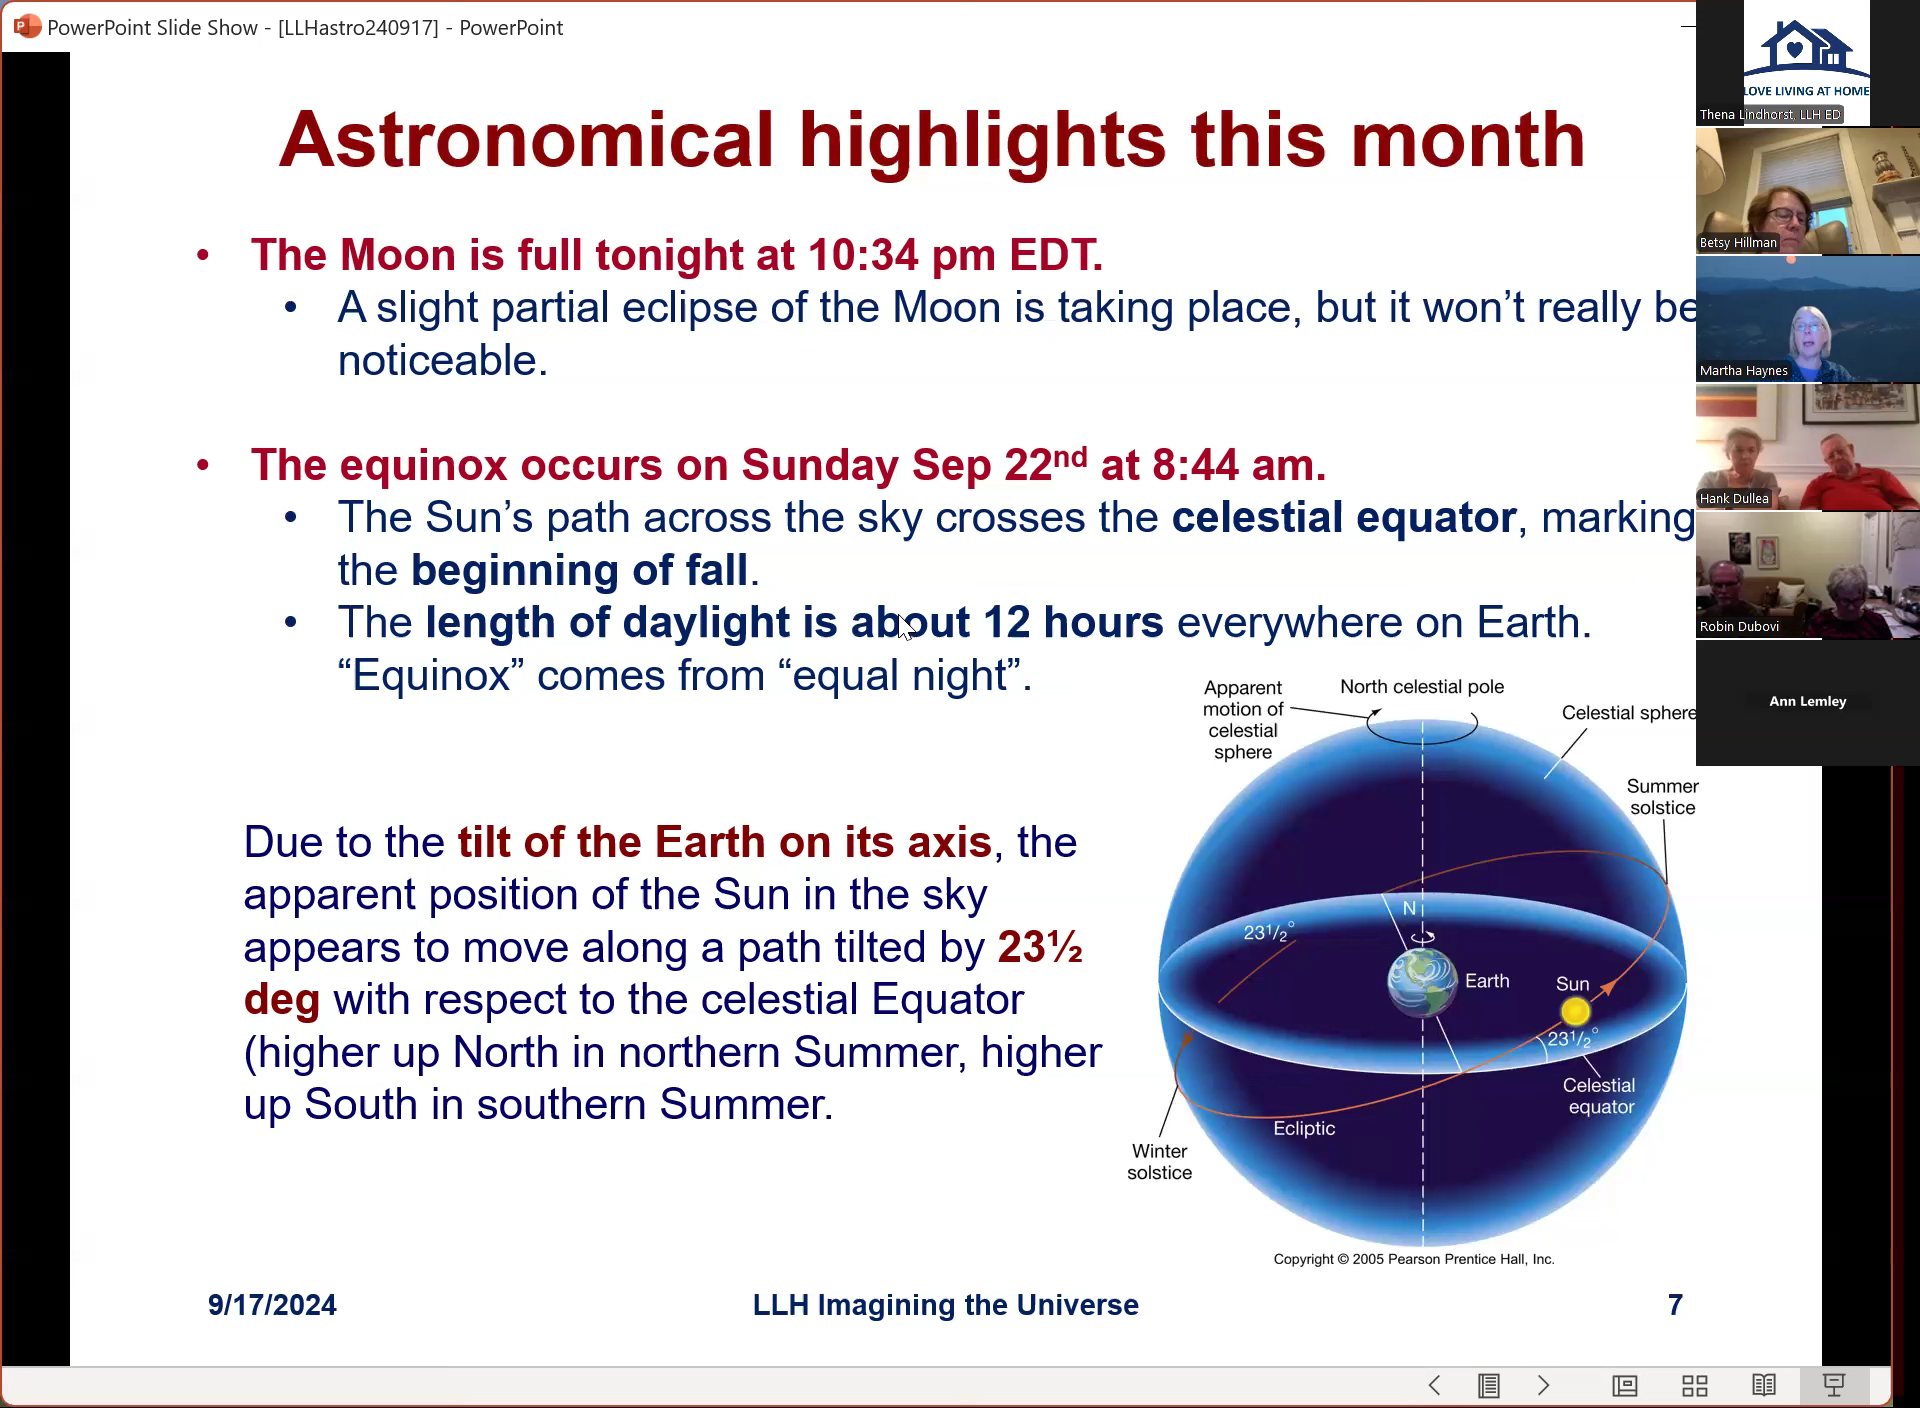 PowerPoint Slide Show - [LLHastro240917] - PowerPoint
Astronomical highlights this month
• The Moon is full tonight at 10:34 pm EDT.
• A slight partial eclipse of the Moon is taking place, but it won’t really be
noticeable.
• The equinox occurs on Sunday Sep 22nd at 8:44 am.
• The Sun’s path across the sky crosses the celestial equator, marking
the beginning of fall.
• The length of daylight is about 12 hours everywhere on Earth.
“Equinox” comes from “equal night”.
Due to the tilt of the Earth on its axis, the
apparent position of the Sun in the sky
appears to move along a path tilted by 23½
deg with respect to the celestial Equator
(higher up North in northern Summer, higher
up South in southern Summer.
Apparent
motion of
celestial
sphere
North celestial pole
Celestial sphere
Summer
solstice
N
23½°
Earth
Sun
23½°
Celestial
equator
Ecliptic
Winter
solstice
Copyright © 2005 Pearson Prentice Hall, Inc.
9/17/2024
LLH Imagining the Universe
7
LOVE LIVING AT HOME
Thena Lindhorst, LLH ED
Betsy Hillman
Martha Haynes
Hank Dullea
Robin Dubovi
Ann Lemley